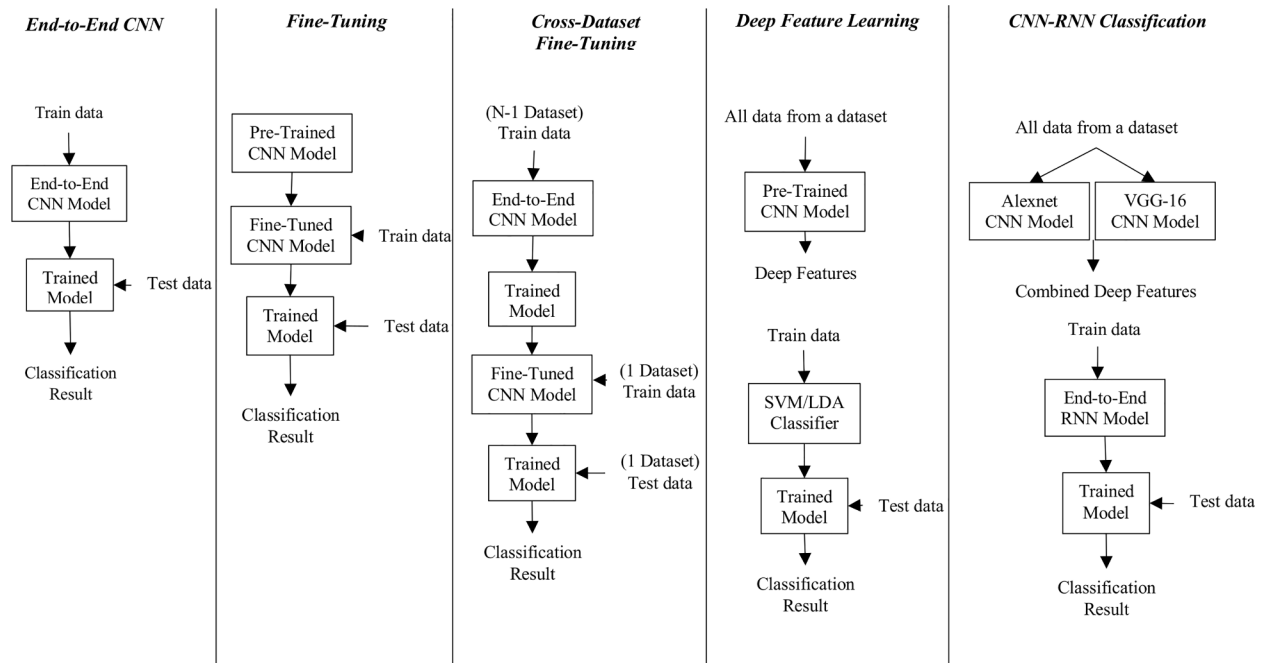 End-to-End CNN
Train data
End-to-End
CNN Model
Trained
Model
Test data
Classification
Result
Fine-Tuning
Pre-Trained
CNN Model
Fine-Tuned
CNN Model
Train data
Trained
Model
Test data
Classification
Result
Cross-Dataset
Fine-Tuning
(N-1 Dataset)
Train data
End-to-End
CNN Model
Trained
Model
Fine-Tuned
CNN Model
(1 Dataset)
Train data
Trained
Model
(1 Dataset)
Test data
Classification
Result
Deep Feature Learning
All data from a dataset
Pre-Trained
CNN Model
Deep Features
Train data
SVM/LDA
Classifier
Trained
Model
Test data
Classification
Result
CNN-RNN Classification
All data from a dataset
Alexnet
CNN Model
VGG-16
CNN Model
Combined Deep Features
Train data
End-to-End
RNN Model
Trained
Model
Test data
Classification
Result